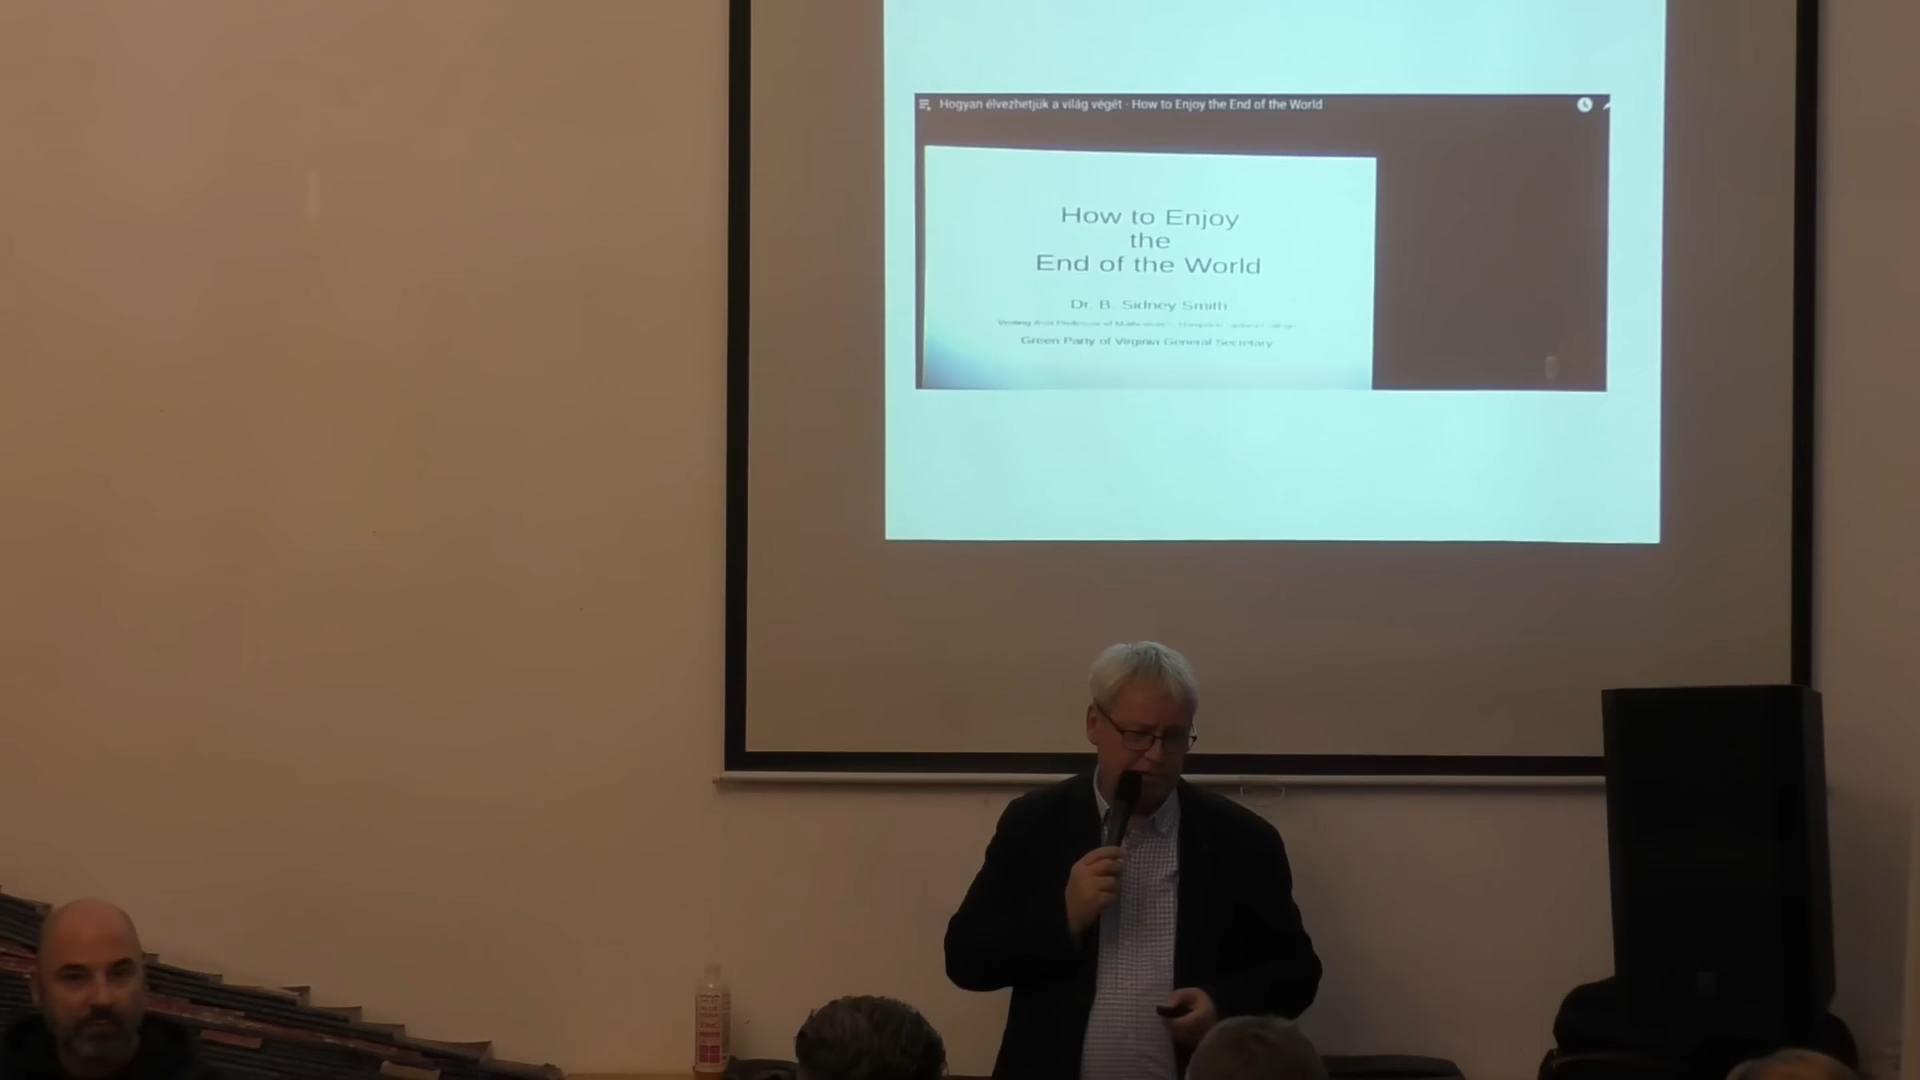 Hogyan élvezhetjük a világ végét - How to Enjoy the End of the World
How to Enjoy
the
End of the World
Dr. B. Sidney Smith
Green Party of Virginia General Secretary